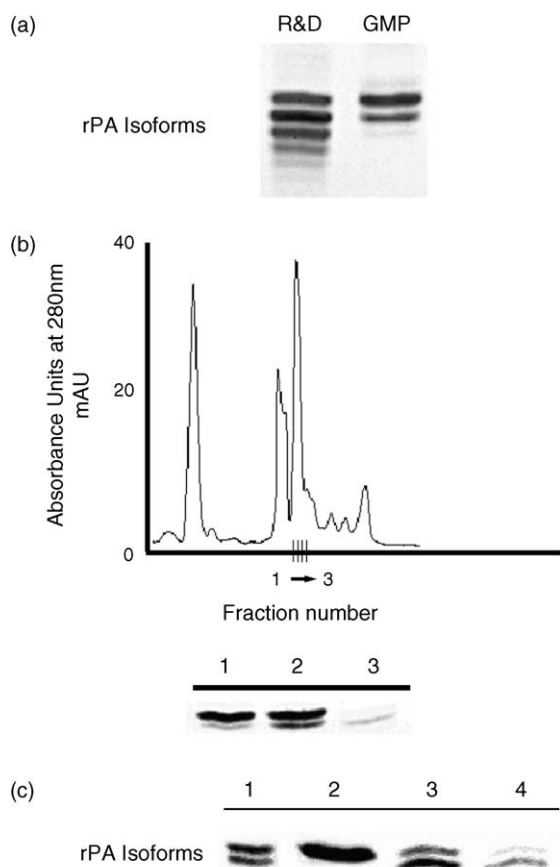 (a)
R&D GMP
rPA Isoforms
(b)
40
20
0
Absorbance Units at 280nm
mAU
1 3
Fraction number
1 2 3
(c)
1 2 3 4
rPA Isoforms